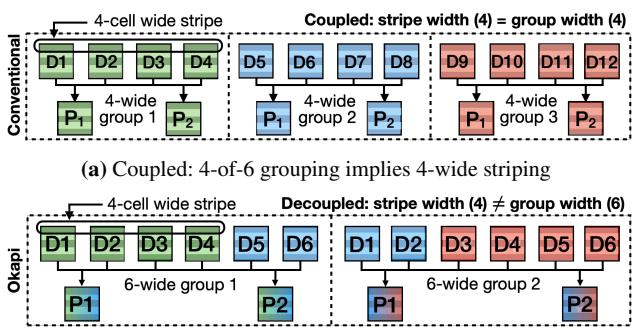 4-cell wide stripe
Coupled: stripe width (4) = group width (4)
Conventional
D1 D2 D3 D4 D5 D6 D7 D8 D9 D10 D11 D12
P1 4-wide group 1 P2 P1 4-wide group 2 P2 P1 4-wide group 3 P2
(a) Coupled: 4-of-6 grouping implies 4-wide striping
4-cell wide stripe
Decoupled: stripe width (4) ≠ group width (6)
Okapi
D1 D2 D3 D4 D5 D6 D1 D2 D3 D4 D5 D6
6-wide group 1 6-wide group 2
P1 P2 P1 P2